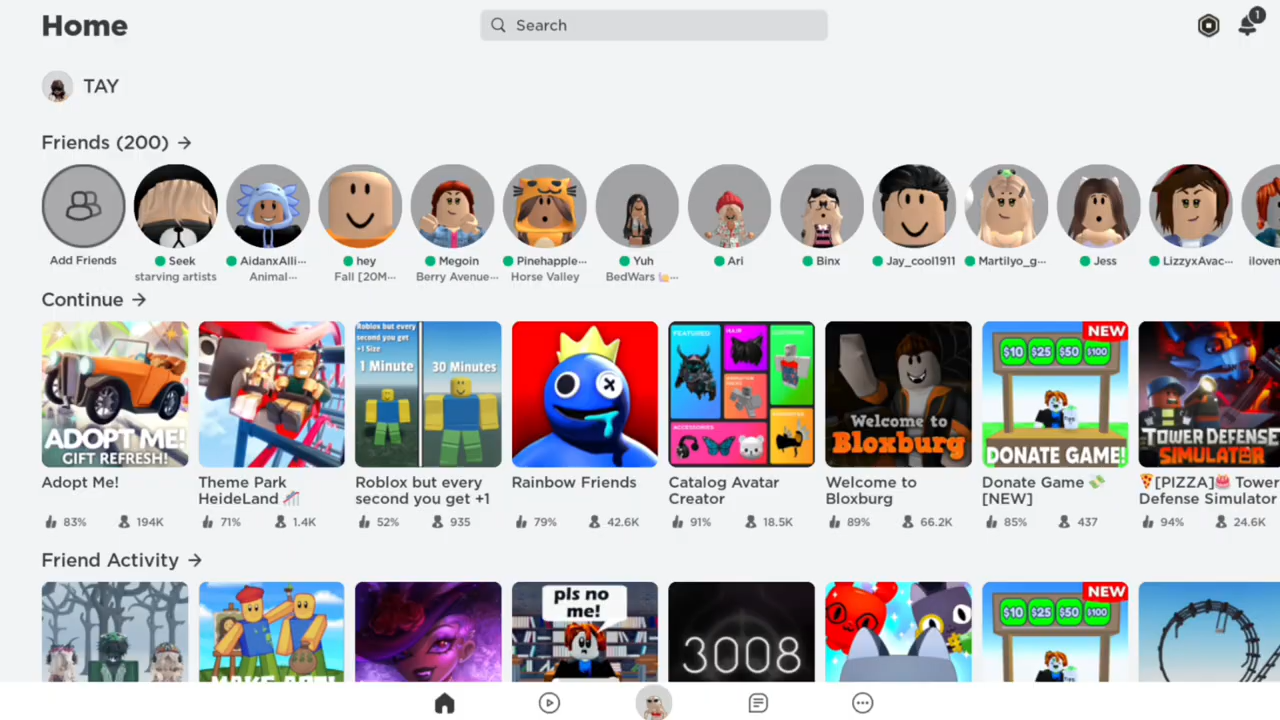 Home
Search
1
TAY
Friends (200)
Add Friends
Seek
starving artists
AidanxAlli...
Animal...
hey
Fall [20M...
Megoin
Berry Avenue...
Pinehapple...
Horse Valley
Yuh
BedWars
Ari
Binx
Jay_cool1911
Martilyo_g...
Jess
LizzyxAvac...
ilovem
Continue
ADOPT ME!
GIFT REFRESH!
Roblox but every
second you get
+1 Size
1 Minute
30 Minutes
FEATURED
HAIR
ACCESSORIES
Welcome to
Bloxburg
NEW
$10 $25 $50 $100
DONATE GAME!
TOWER DEFENSE
SIMULATOR
Adopt Me!
Theme Park
HeideLand 🎢
Roblox but every
second you get +1
Rainbow Friends
Catalog Avatar
Creator
Welcome to
Bloxburg
Donate Game 💸
[NEW]
🍕[PIZZA]🎂 Tower
Defense Simulator
83% 194K
71% 1.4K
52% 935
79% 42.6K
91% 18.5K
89% 66.2K
85% 437
94% 24.6K
Friend Activity
MAKE ART!
pls no
me!
3008
NEW
$10 $25 $50 $100